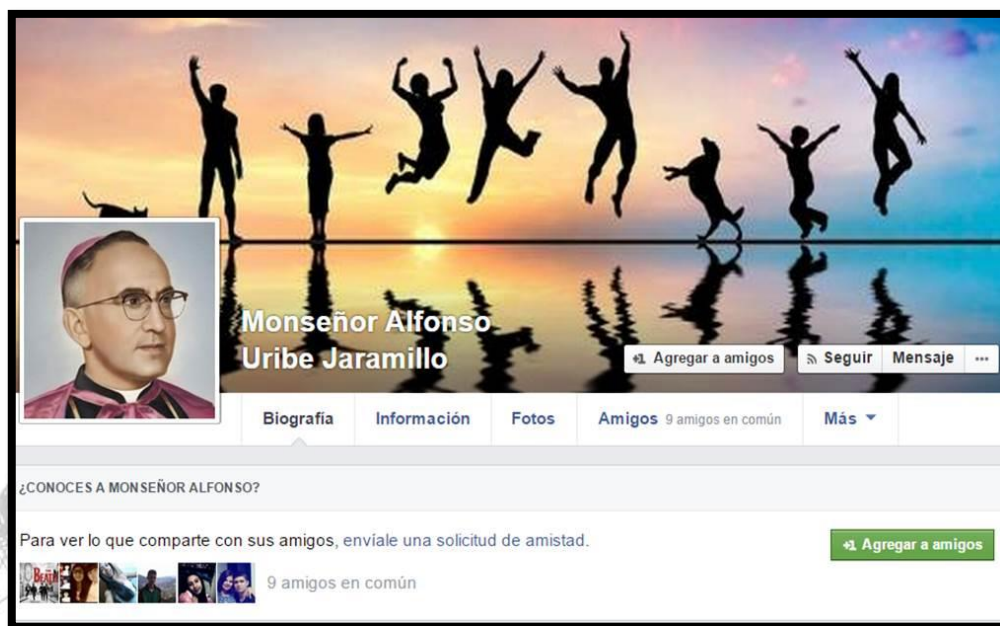 Monseñor Alfonso
Uribe Jaramillo
+1 Agregar a amigos
Seguir
Mensaje
...
Biografía
Información
Fotos
Amigos 9 amigos en común
Más
¿CONOCES A MONSEÑOR ALFONSO?
Para ver lo que comparte con sus amigos, envíale una solicitud de amistad.
+1 Agregar a amigos
9 amigos en común